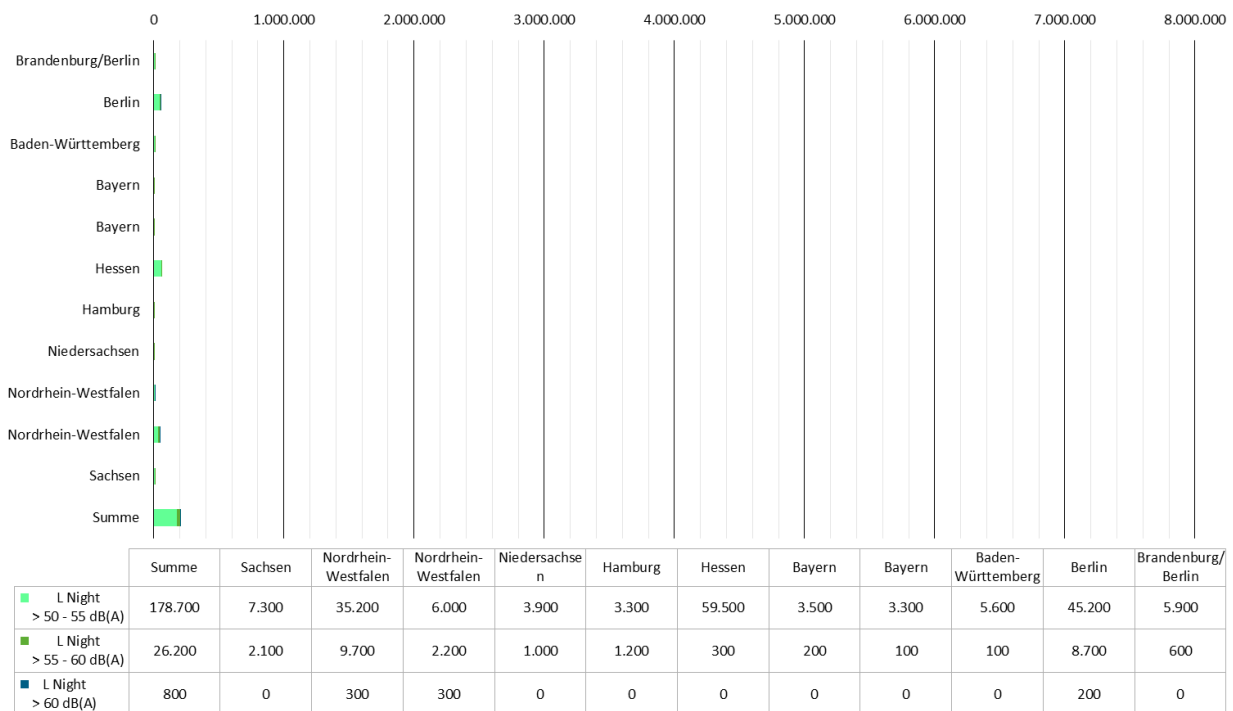 0 1.000.000 2.000.000 3.000.000 4.000.000 5.000.000 6.000.000 7.000.000 8.000.000
Brandenburg/Berlin
Berlin
Baden-Württemberg
Bayern
Bayern
Hessen
Hamburg
Niedersachsen
Nordrhein-Westfalen
Nordrhein-Westfalen
Sachsen
Summe
Summe Sachsen Nordrhein-Westfalen Nordrhein-Westfalen Niedersachsen Hamburg Hessen Bayern Bayern Baden-Württemberg Berlin Brandenburg/Berlin
L Night > 50 - 55 dB(A) 178.700 7.300 35.200 6.000 3.900 3.300 59.500 3.500 3.300 5.600 45.200 5.900
L Night > 55 - 60 dB(A) 26.200 2.100 9.700 2.200 1.000 1.200 300 200 100 100 8.700 600
L Night > 60 dB(A) 800 0 300 300 0 0 0 0 0 0 200 0